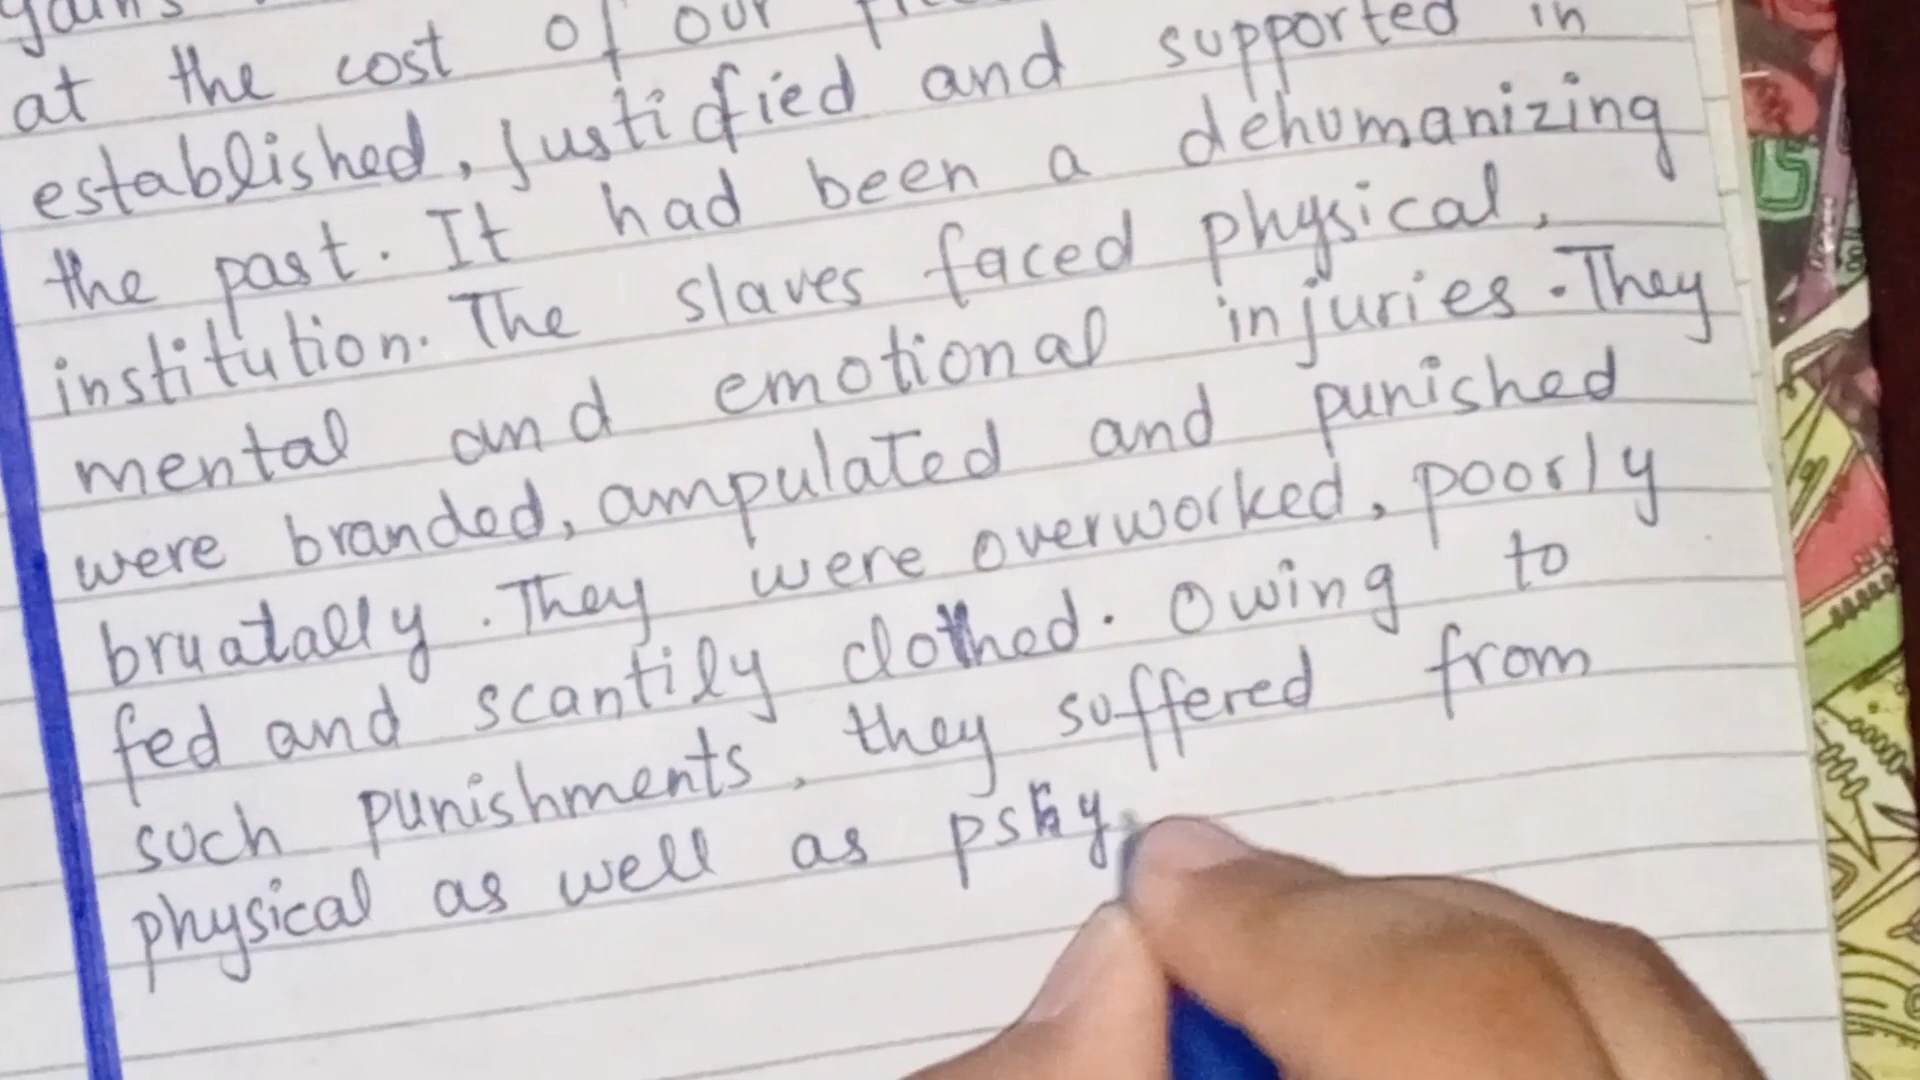 at the cost of our
established, justified and supported in
the past. It had been a dehumanizing
institution. The slaves faced physical,
mental and emotional injuries. They
were branded, ampulated and punished
bruatally. They were overworked, poorly
fed and scantily clothed. Owing to
such punishments, they suffered from
physical as well as pshy